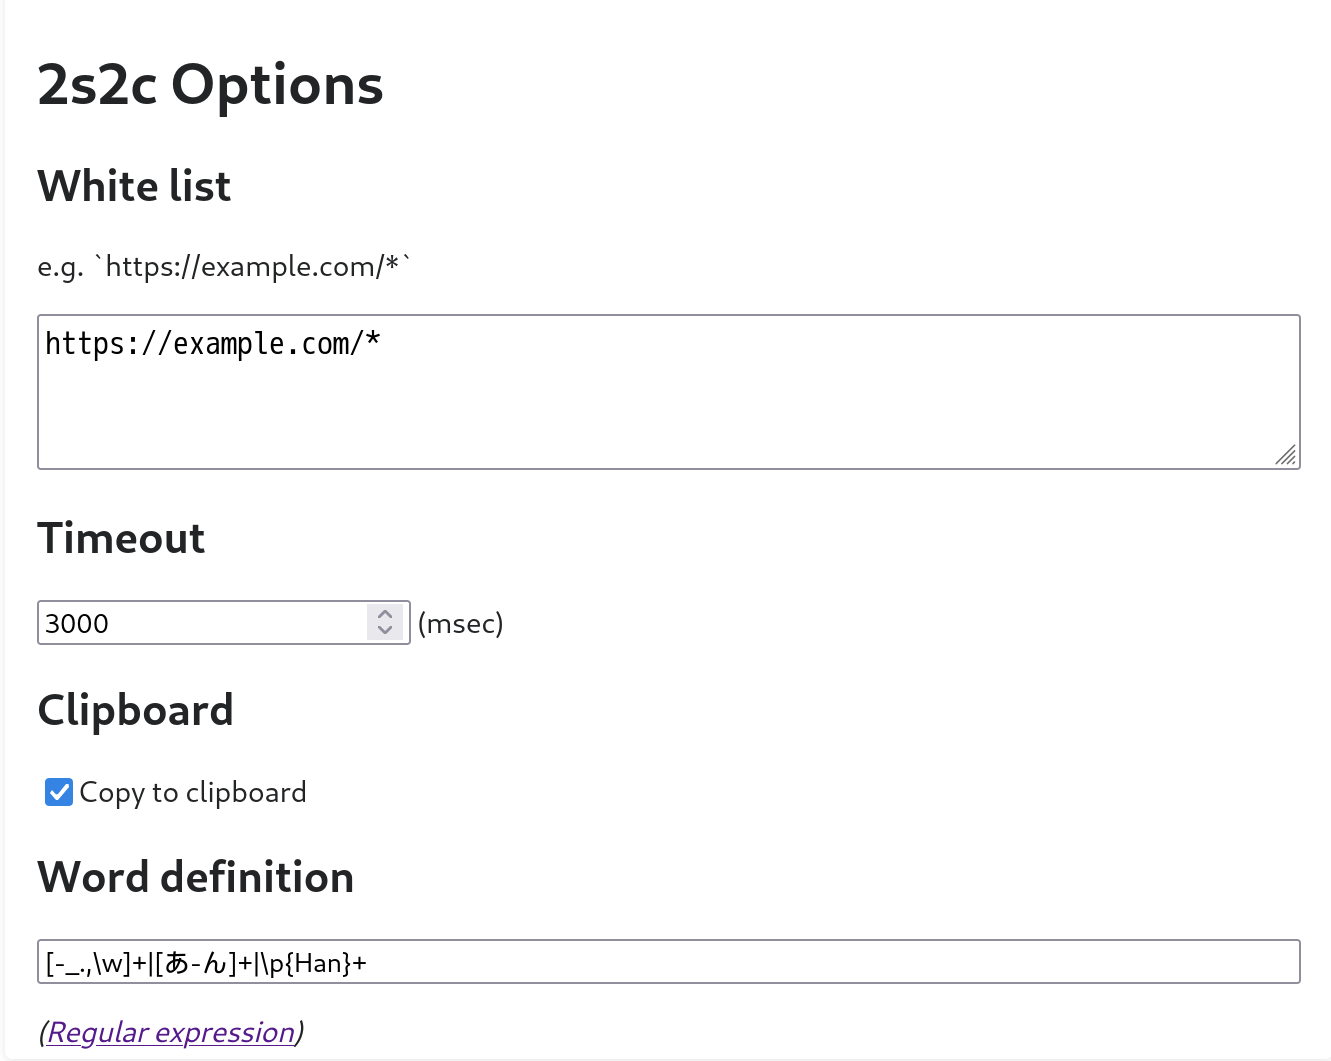 2s2c Options
White list
e.g. `https://example.com/*`
https://example.com/*
Timeout
3000 (msec)
Clipboard
Copy to clipboard
Word definition
[-_.,\w]+|[あ-ん]+|\p{Han}+
(Regular expression)